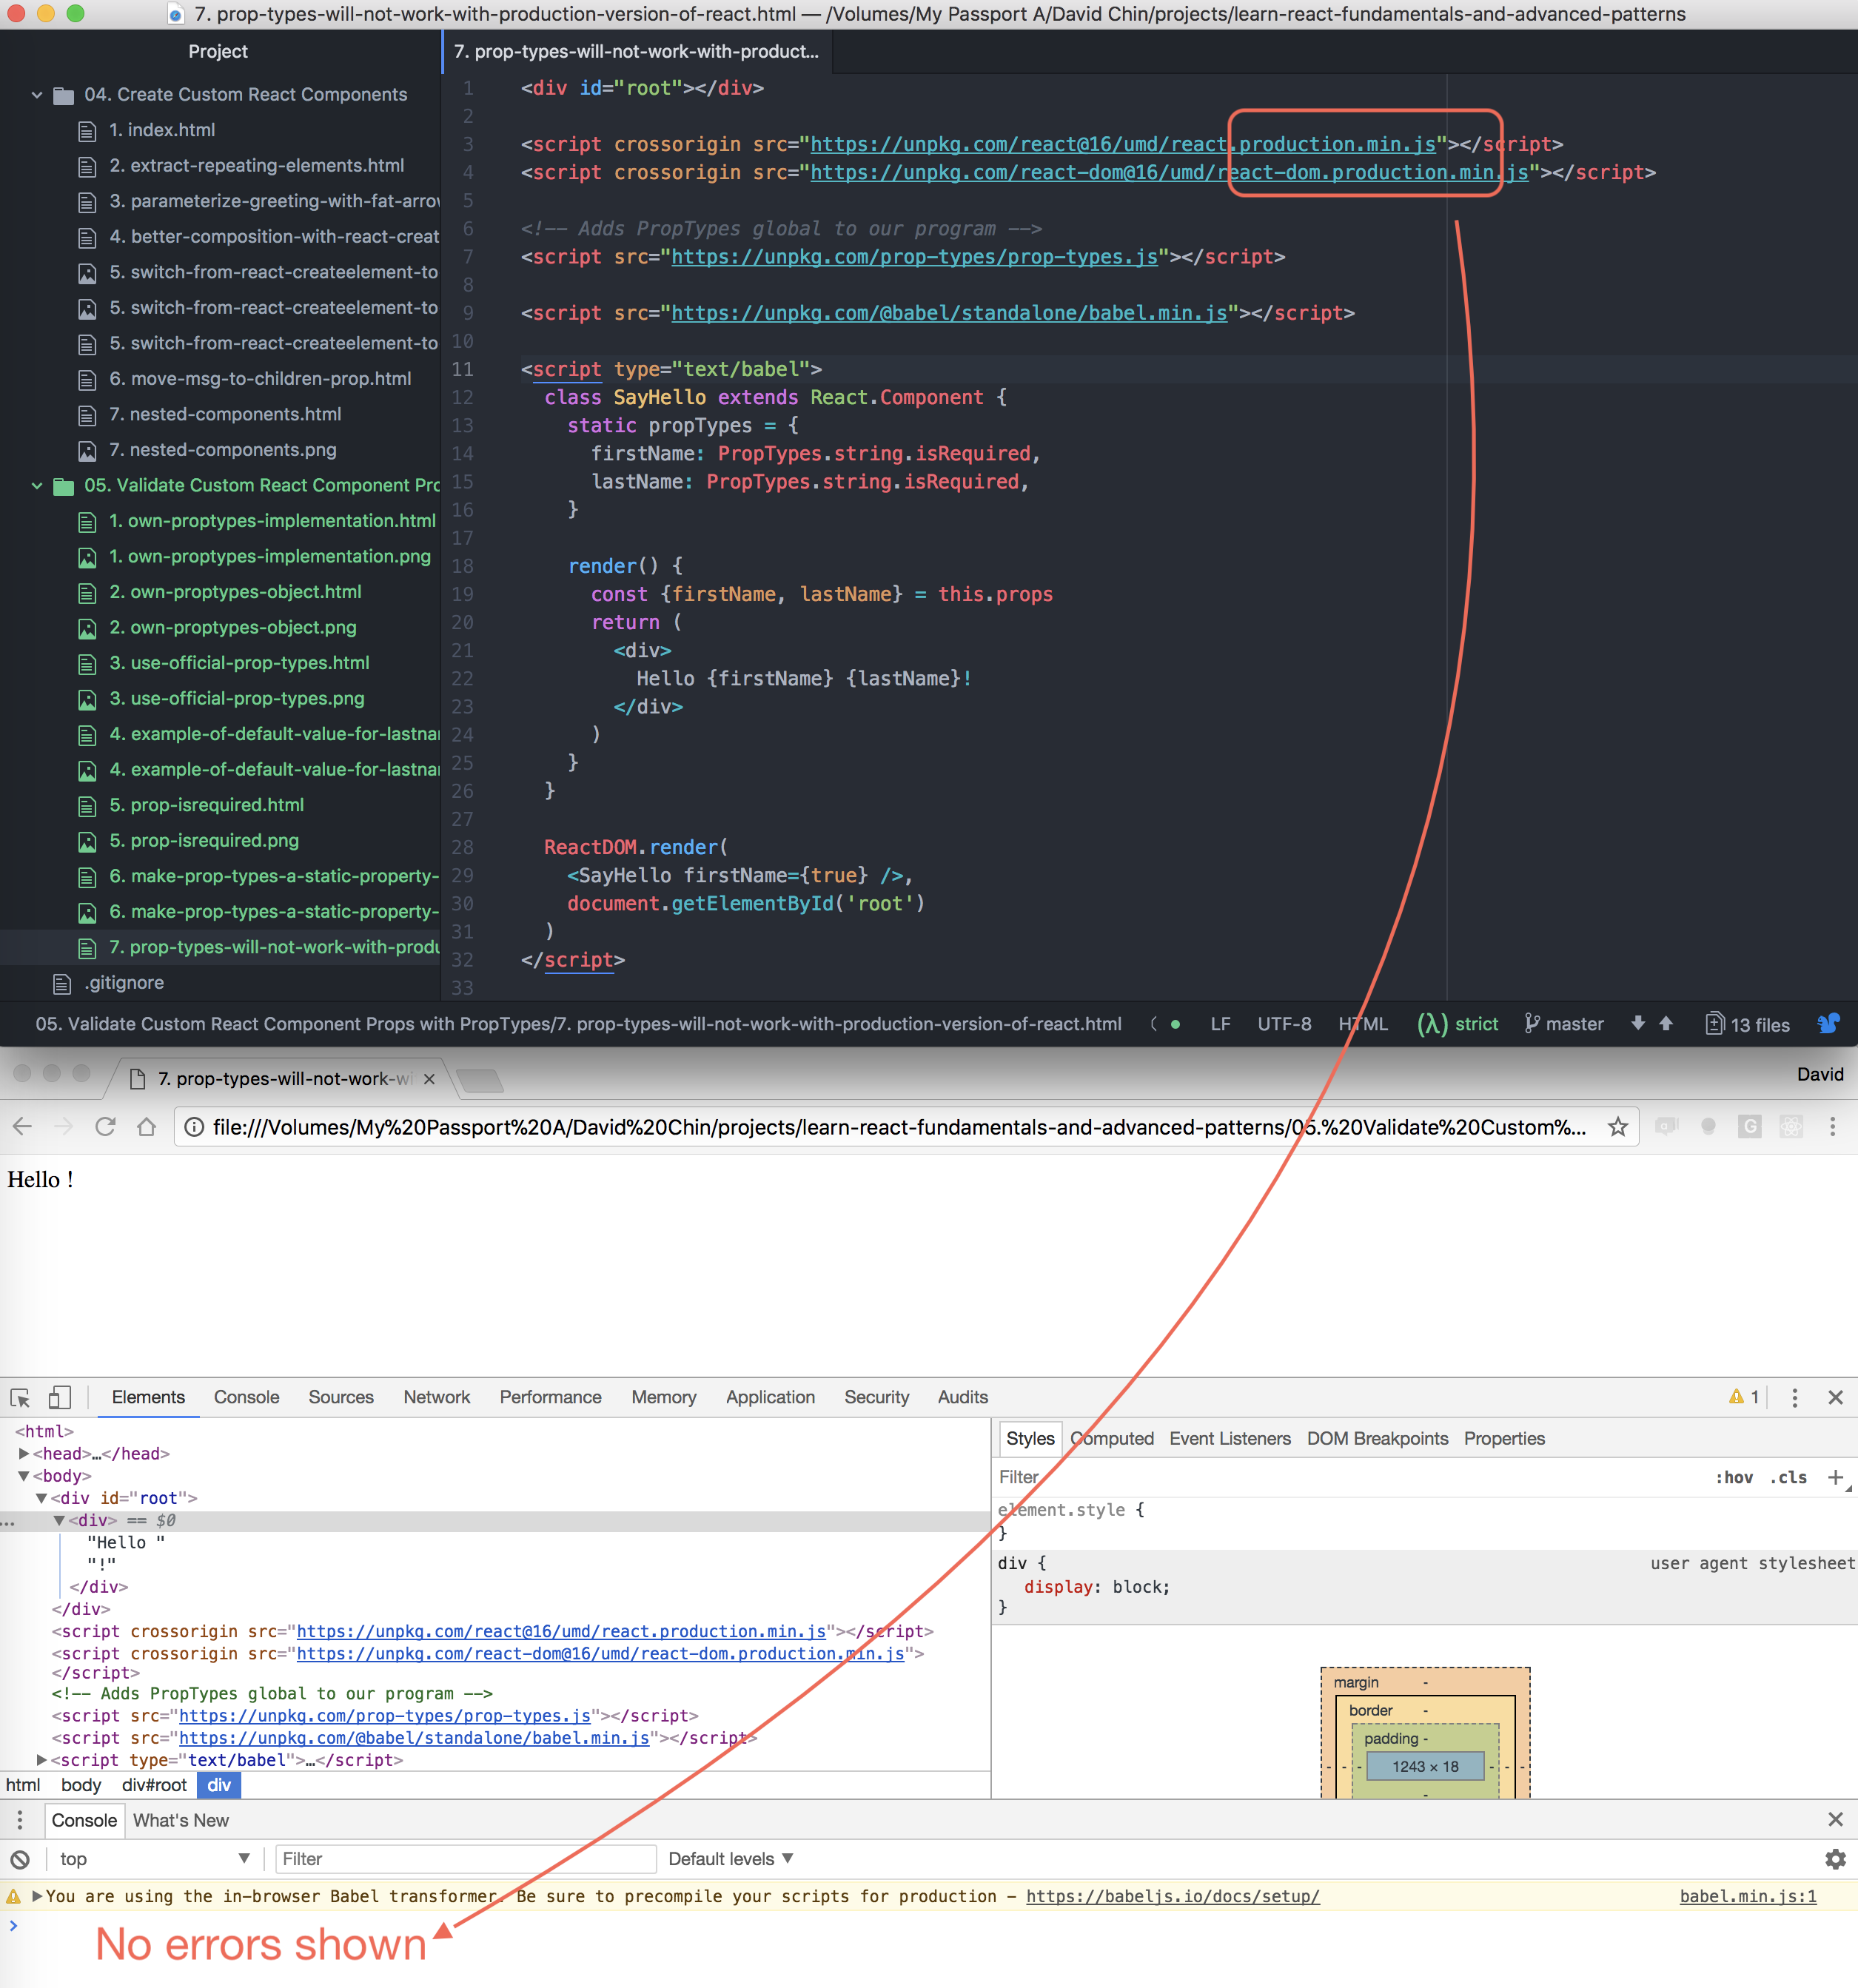 7. prop-types-will-not-work-with-production-version-of-react.html — /Volumes/My Passport A/David Chin/projects/learn-react-fundamentals-and-advanced-patterns
Project
04. Create Custom React Components
1. index.html
2. extract-repeating-elements.html
3. parameterize-greeting-with-fat-arrov
4. better-composition-with-react-creat
5. switch-from-react-createelement-to
5. switch-from-react-createelement-to
5. switch-from-react-createelement-to
6. move-msg-to-children-prop.html
7. nested-components.html
7. nested-components.png
05. Validate Custom React Component Pro
1. own-proptypes-implementation.html
1. own-proptypes-implementation.png
2. own-proptypes-object.html
2. own-proptypes-object.png
3. use-official-prop-types.html
3. use-official-prop-types.png
4. example-of-default-value-for-lastnar
4. example-of-default-value-for-lastnar
5. prop-isrequired.html
5. prop-isrequired.png
6. make-prop-types-a-static-property-
6. make-prop-types-a-static-property-
7. prop-types-will-not-work-with-produ
.gitignore
7. prop-types-will-not-work-with-product...
1 <div id="root"></div>
2
3 <script crossorigin src="https://unpkg.com/react@16/umd/react.production.min.js"></script>
4 <script crossorigin src="https://unpkg.com/react-dom@16/umd/react-dom.production.min.js"></script>
5
6 <!-- Adds PropTypes global to our program -->
7 <script src="https://unpkg.com/prop-types/prop-types.js"></script>
8
9 <script src="https://unpkg.com/@babel/standalone/babel.min.js"></script>
10
11 <script type="text/babel">
12 class SayHello extends React.Component {
13 static propTypes = {
14 firstName: PropTypes.string.isRequired,
15 lastName: PropTypes.string.isRequired,
16 }
17
18 render() {
19 const {firstName, lastName} = this.props
20 return (
21 <div>
22 Hello {firstName} {lastName}!
23 </div>
24 )
25 }
26 }
27
28 ReactDOM.render(
29 <SayHello firstName={true} />,
30 document.getElementById('root')
31 )
32 </script>
33
05. Validate Custom React Component Props with PropTypes/7. prop-types-will-not-work-with-production-version-of-react.html ( LF UTF-8 HTML (λ) strict master 13 files
7. prop-types-will-not-work-wi David
file:///Volumes/My%20Passport%20A/David%20Chin/projects/learn-react-fundamentals-and-advanced-patterns/05.%20Validate%20Custom%... G
Hello !
Elements Console Sources Network Performance Memory Application Security Audits 1
<html>
<head>…</head>
<body>
<div id="root">
... <div> == $0
"Hello "
"!"
</div>
</div>
<script crossorigin src="https://unpkg.com/react@16/umd/react.production.min.js"></script>
<script crossorigin src="https://unpkg.com/react-dom@16/umd/react-dom.production.min.js">
</script>
<!-- Adds PropTypes global to our program -->
<script src="https://unpkg.com/prop-types/prop-types.js"></script>
<script src="https://unpkg.com/@babel/standalone/babel.min.js"></script>
<script type="text/babel">…</script>
html body div#root div
Styles Computed Event Listeners DOM Breakpoints Properties
Filter :hov .cls +
element.style {
}
div { user agent stylesheet
display: block;
}
margin -
border -
padding -
- - - 1243 × 18 - - -
-
Console What's New
top Filter Default levels
You are using the in-browser Babel transformer. Be sure to precompile your scripts for production - https://babeljs.io/docs/setup/ babel.min.js:1
No errors shown